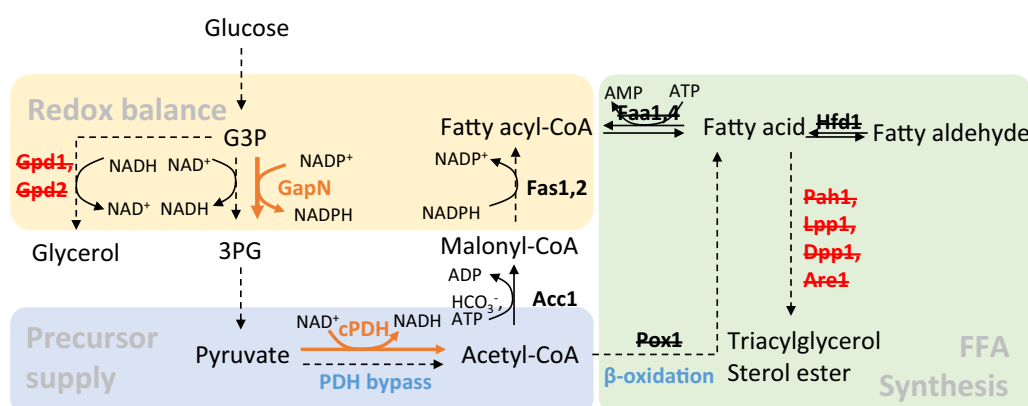 Glucose
Redox balance
G3P
Gpd1,
Gpd2
NADH
NAD⁺
NAD⁺
NADH
NADP⁺
GapN
NADPH
Glycerol
3PG
Fatty acyl-CoA
NADP⁺
NADPH
Fas1,2
Malonyl-CoA
ADP
HCO₃⁻,
ATP
Acc1
Precursor
supply
Pyruvate
NAD⁺
cPDH
NADH
PDH bypass
Acetyl-CoA
AMP
ATP
Faa1,4
Fatty acid
Hfd1
Fatty aldehyde
Pah1,
Lpp1,
Dpp1,
Are1
Pox1
β-oxidation
Triacylglycerol
Sterol ester
FFA
Synthesis